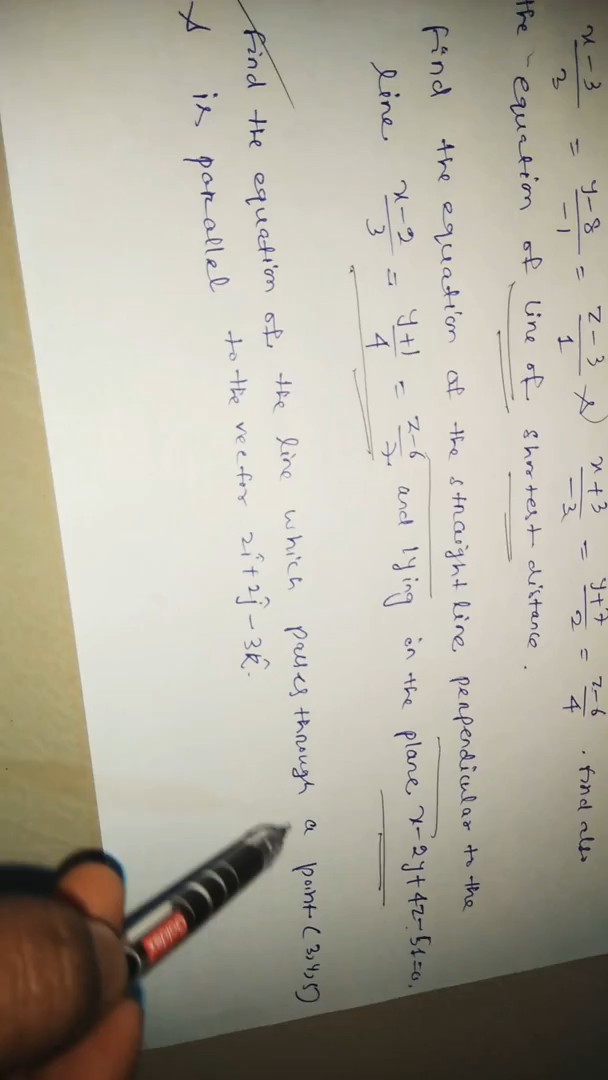 x-3/3 = y-8/-1 = z-3/1 & x+3/-3 = y+7/2 = z-6/4 . find also
the equation of line of shortest distance.
find the equation of the straight line perpendicular to the
line x-2/3 = y+1/4 = z-6/7 and lying in the plane x-2y+4z-51=0.
find the equation of the line which passes through a point (3,4,5)
& is parallel to the vector 2î+2ĵ-3k̂.